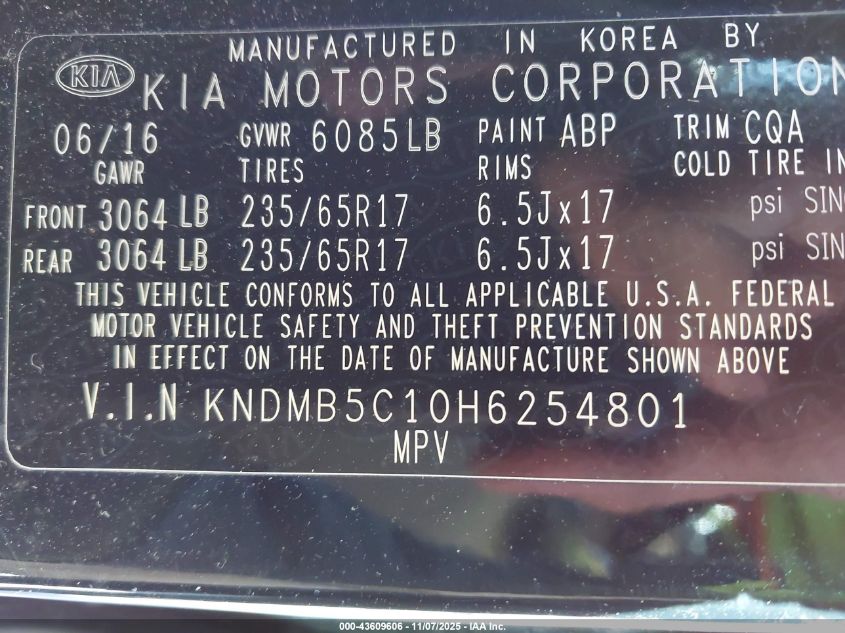 MANUFACTURED IN KOREA BY
KIA KIA MOTORS CORPORATION
06/16 GVWR 6085LB PAINT ABP TRIM CQA
GAWR TIRES RIMS COLD TIRE IN
FRONT 3064 LB 235/65R17 6.5Jx17 psi SING
REAR 3064 LB 235/65R17 6.5Jx17 psi SIN
THIS VEHICLE CONFORMS TO ALL APPLICABLE U.S.A. FEDERAL
MOTOR VEHICLE SAFETY AND THEFT PREVENTION STANDARDS
IN EFFECT ON THE DATE OF MANUFACTURE SHOWN ABOVE
V.I.N KNDMB5C10H6254801
MPV
000-43609606 - 11/07/2025 - IAA Inc.